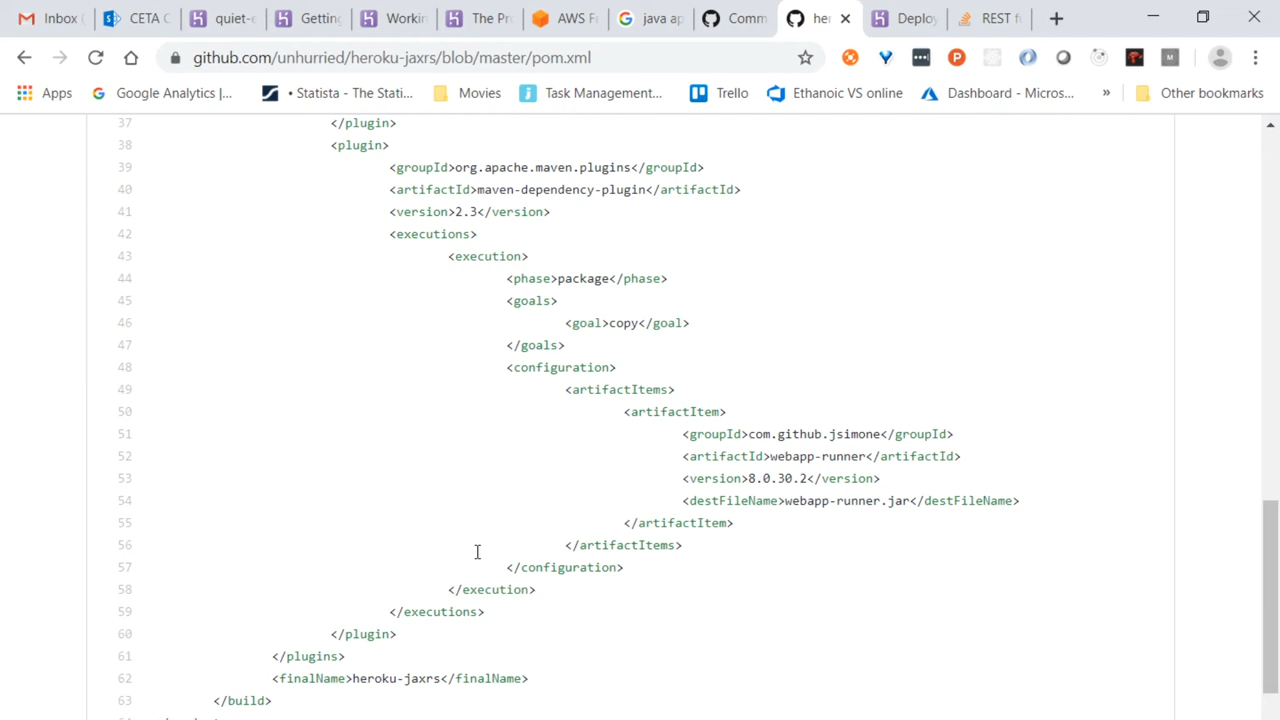 Inbox (
CETA C
quiet-e
Getting
Workin
The Pr
AWS F
java ap
Comm
her
Deploy
REST fu
github.com/unhurried/heroku-jaxrs/blob/master/pom.xml
Apps
Google Analytics |...
• Statista - The Stati...
Movies
Task Management...
Trello
Ethanoic VS online
Dashboard - Micros...
»
Other bookmarks
37 </plugin>
38 <plugin>
39 <groupId>org.apache.maven.plugins</groupId>
40 <artifactId>maven-dependency-plugin</artifactId>
41 <version>2.3</version>
42 <executions>
43 <execution>
44 <phase>package</phase>
45 <goals>
46 <goal>copy</goal>
47 </goals>
48 <configuration>
49 <artifactItems>
50 <artifactItem>
51 <groupId>com.github.jsimone</groupId>
52 <artifactId>webapp-runner</artifactId>
53 <version>8.0.30.2</version>
54 <destFileName>webapp-runner.jar</destFileName>
55 </artifactItem>
56 </artifactItems>
57 </configuration>
58 </execution>
59 </executions>
60 </plugin>
61 </plugins>
62 <finalName>heroku-jaxrs</finalName>
63 </build>